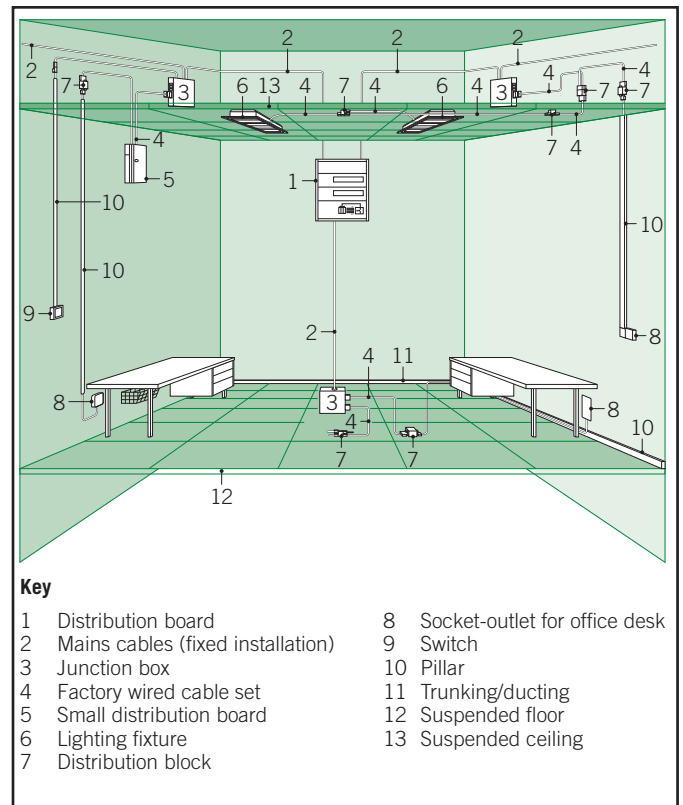 2 2 2
2 7 3 3 4 4
6 13 4 7 4 6 4 7 7
4 7 4
5 1
10 10
10
9 2 8
4 11
8 3 8
4 10
7 7
12
Key
1 Distribution board
2 Mains cables (fixed installation)
3 Junction box
4 Factory wired cable set
5 Small distribution board
6 Lighting fixture
7 Distribution block
8 Socket-outlet for office desk
9 Switch
10 Pillar
11 Trunking/ducting
12 Suspended floor
13 Suspended ceiling